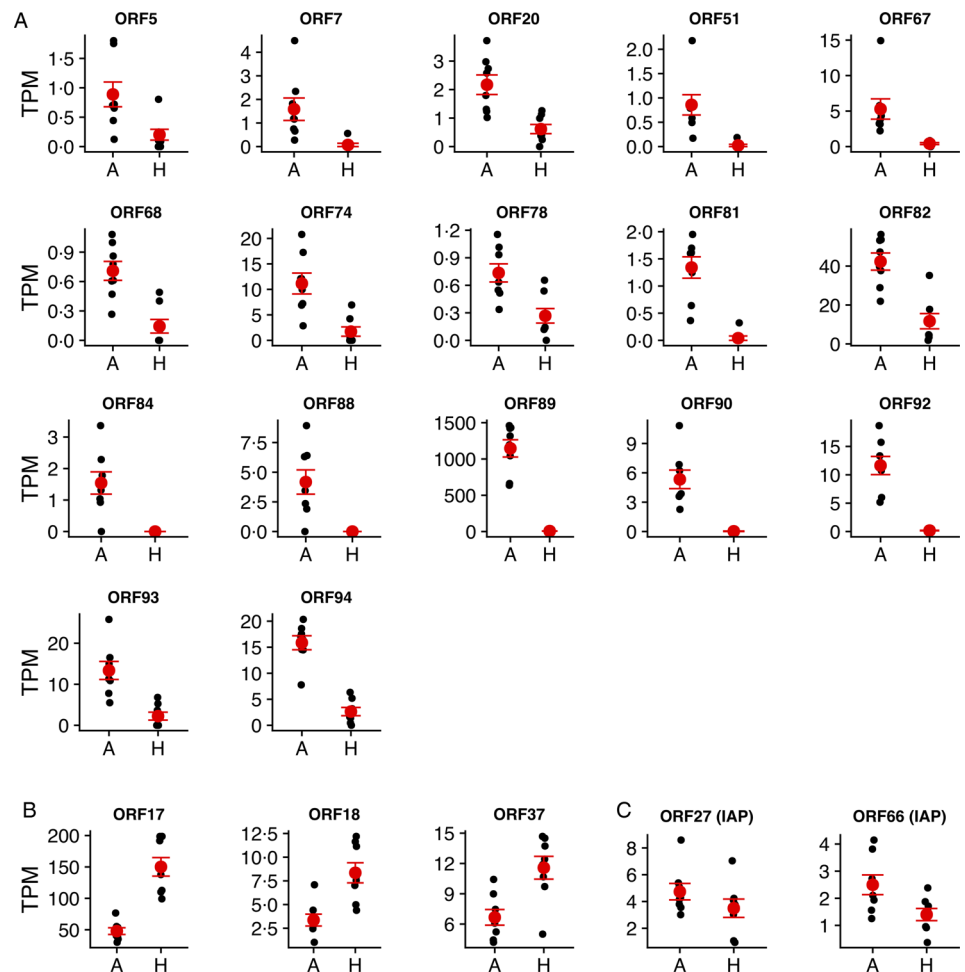 A
ORF5 ORF7 ORF20 ORF51 ORF67
TPM
1·5 4 3 2.0 15
1·0 3 2 1.5 10
0·5 2 1 1.0 5
0·0 1 0 0.5 0
0 0.0
A H A H A H A H A H
ORF68 ORF74 ORF78 ORF81 ORF82
TPM
0·9 20 1·2 2·0 40
0·6 15 0·9 1·5 20
0·3 10 0·6 1·0 0
0·0 5 0·3 0·5
0 0·0 0·0
A H A H A H A H A H
ORF84 ORF88 ORF89 ORF90 ORF92
TPM
3 7·5 1500 9 15
2 5·0 1000 6 10
1 2·5 500 3 5
0 0·0 0 0 0
A H A H A H A H A H
ORF93 ORF94
TPM
20 20
10 15
0 10
5
0
A H A H
B C
ORF17 ORF18 ORF37 ORF27 (IAP) ORF66 (IAP)
TPM
200 12·5 15 8 4
150 10·0 12 6 3
100 7·5 9 4 2
50 5·0 6 1
2·5
A H A H A H A H A H